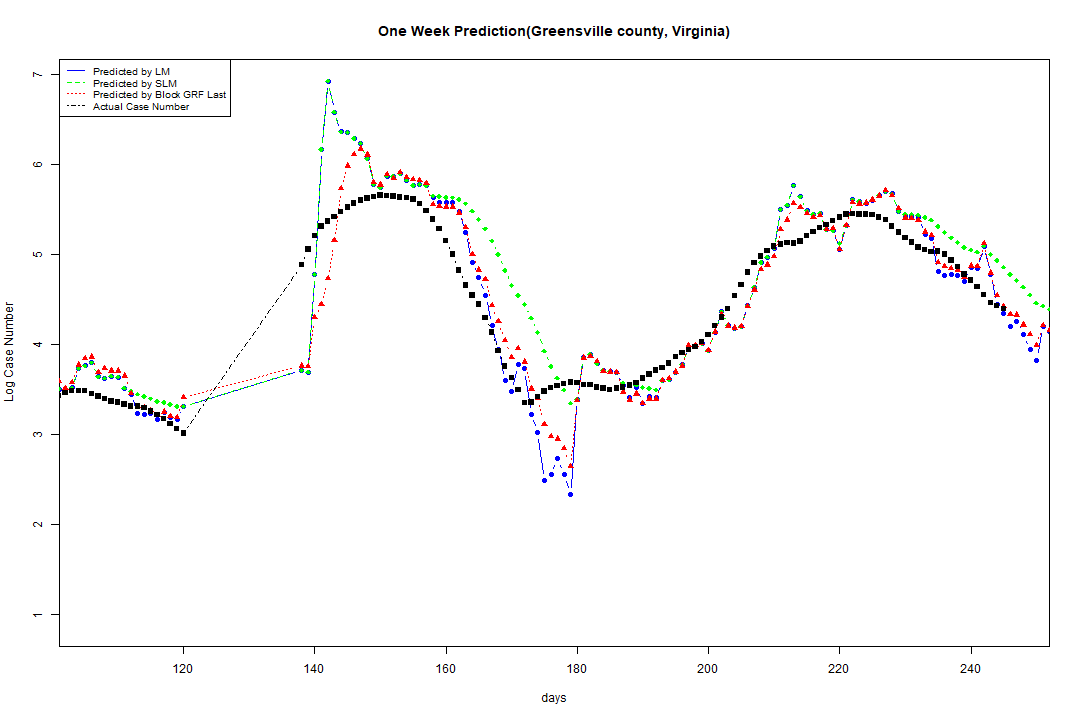 One Week Prediction(Greensville county, Virginia)
Predicted by LM
Predicted by SLM
Predicted by Block GRF Last
Actual Case Number
7
6
5
4
3
2
1
Log Case Number
120 140 160 180 200 220 240
days